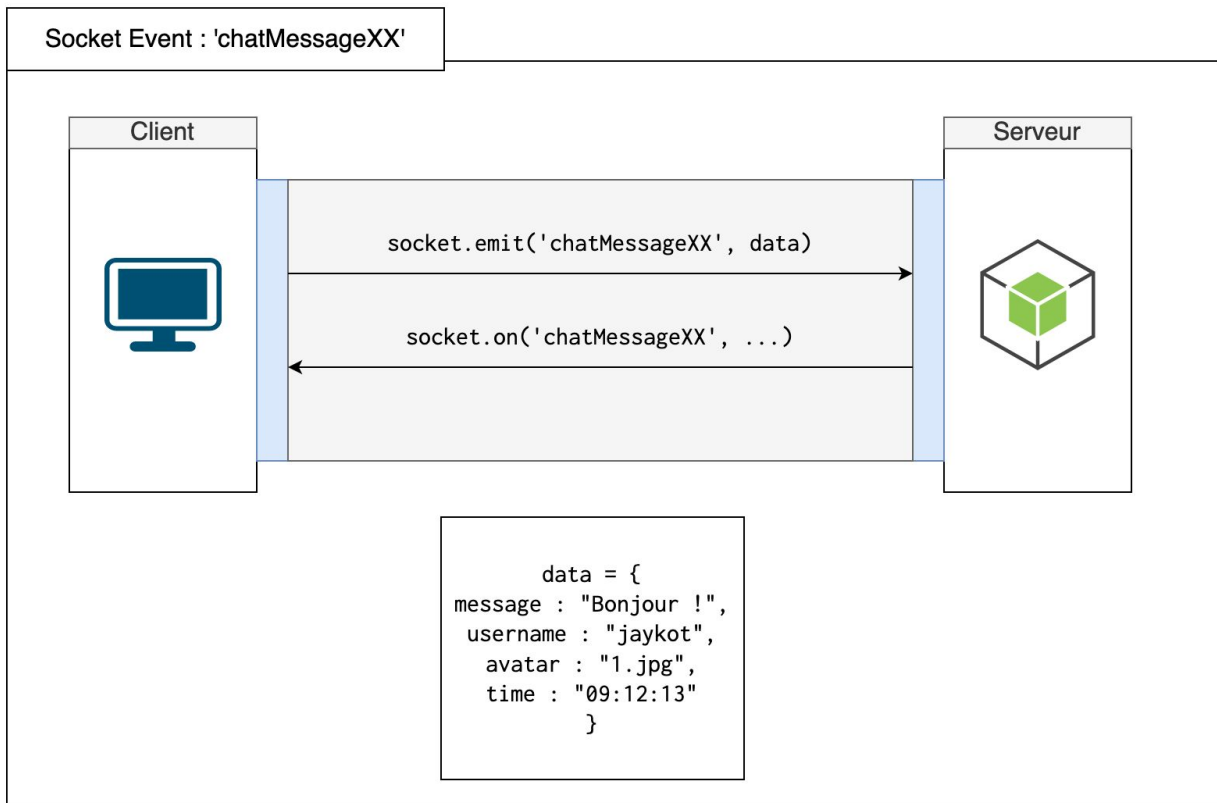 Socket Event : 'chatMessageXX'
Client
Serveur
socket.emit('chatMessageXX', data)
socket.on('chatMessageXX', ...)
data = {
message : "Bonjour !",
username : "jaykot",
avatar : "1.jpg",
time : "09:12:13"
}